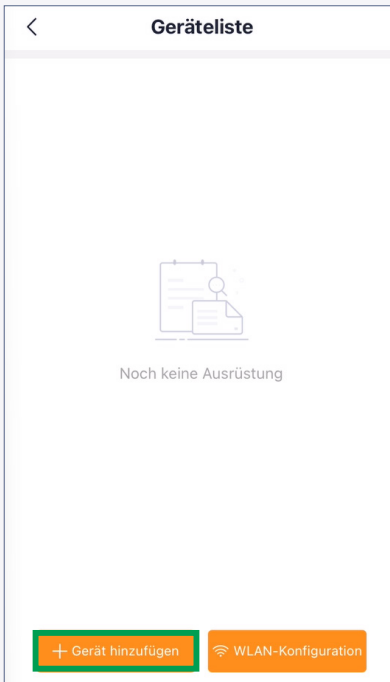 Geräteliste
Noch keine Ausrüstung
Gerät hinzufügen
WLAN-Konfiguration